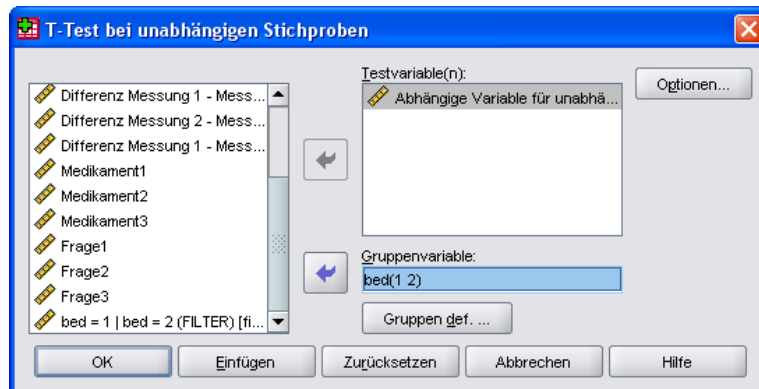 T-Test bei unabhängigen Stichproben
Differenz Messung 1 - Mess...
Differenz Messung 2 - Mess...
Differenz Messung 1 - Mess...
Medikament1
Medikament2
Medikament3
Frage1
Frage2
Frage3
bed = 1 | bed = 2 (FILTER) [fi...
Testvariable(n):
Abhängige Variable für unabhä...
Gruppenvariable:
bed(1 2)
Gruppen def. ...
Optionen...
OK
Einfügen
Zurücksetzen
Abbrechen
Hilfe